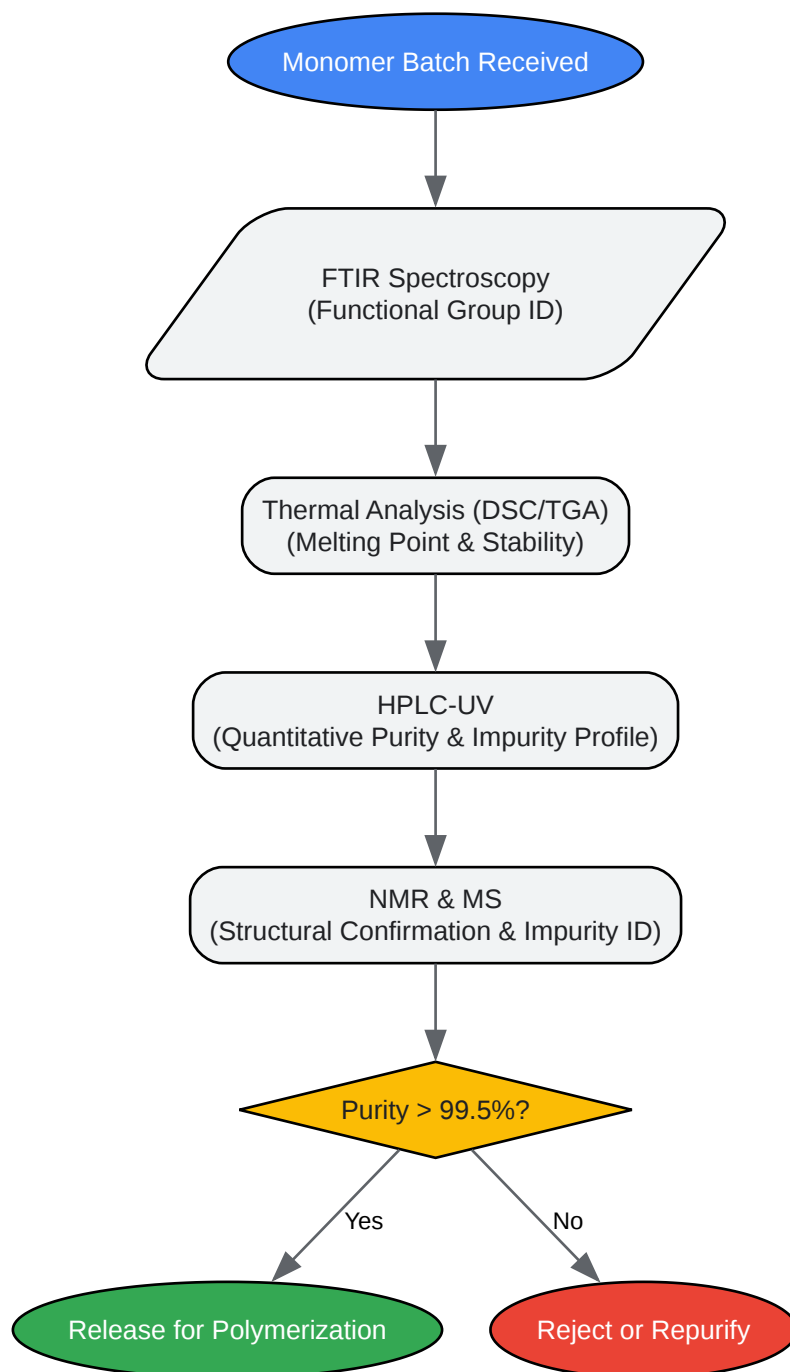 Monomer Batch Received
FTIR Spectroscopy
(Functional Group ID)
Thermal Analysis (DSC/TGA)
(Melting Point & Stability)
HPLC-UV
(Quantitative Purity & Impurity Profile)
NMR & MS
(Structural Confirmation & Impurity ID)
Purity > 99.5%?
Yes
No
Release for Polymerization
Reject or Repurify